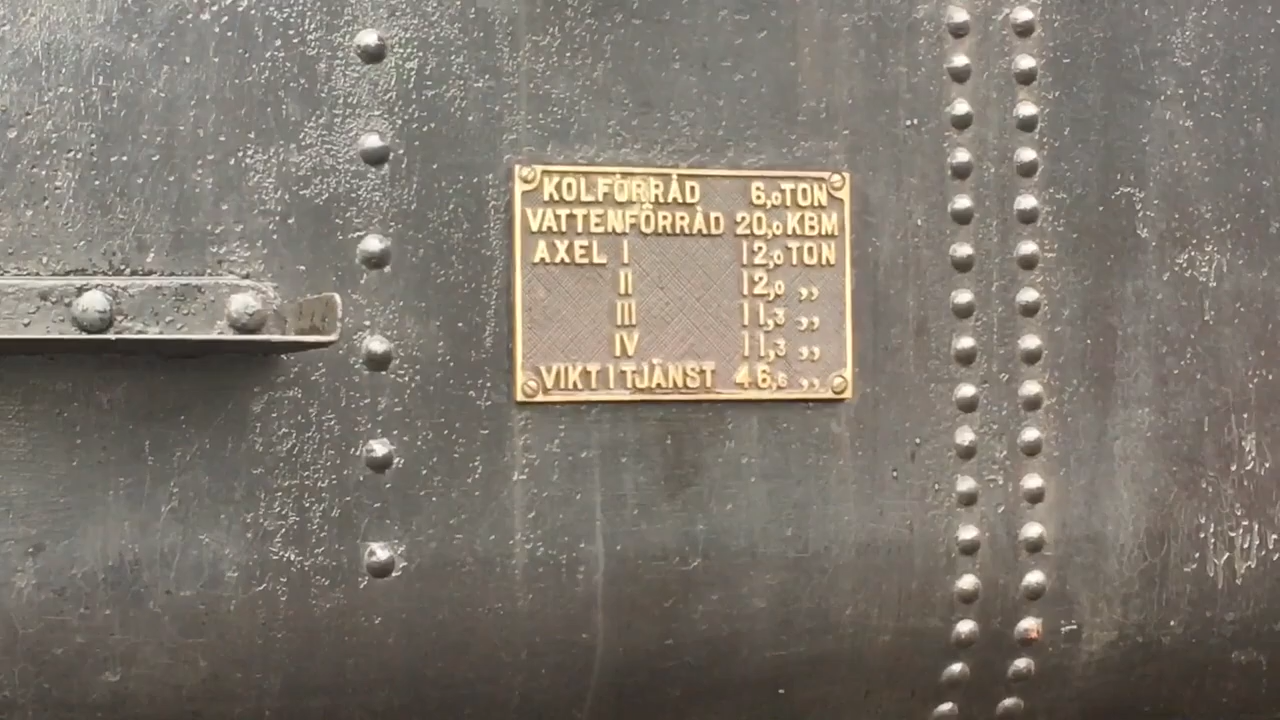 KOLFÖRRÅD 6,0 TON
VATTENFÖRRÅD 20,0 KBM
AXEL I 12,0 TON
II 12,0 ,,
III 11,3 ,,
IV 11,3 ,,
VIKT I TJÄNST 46,6 ,,